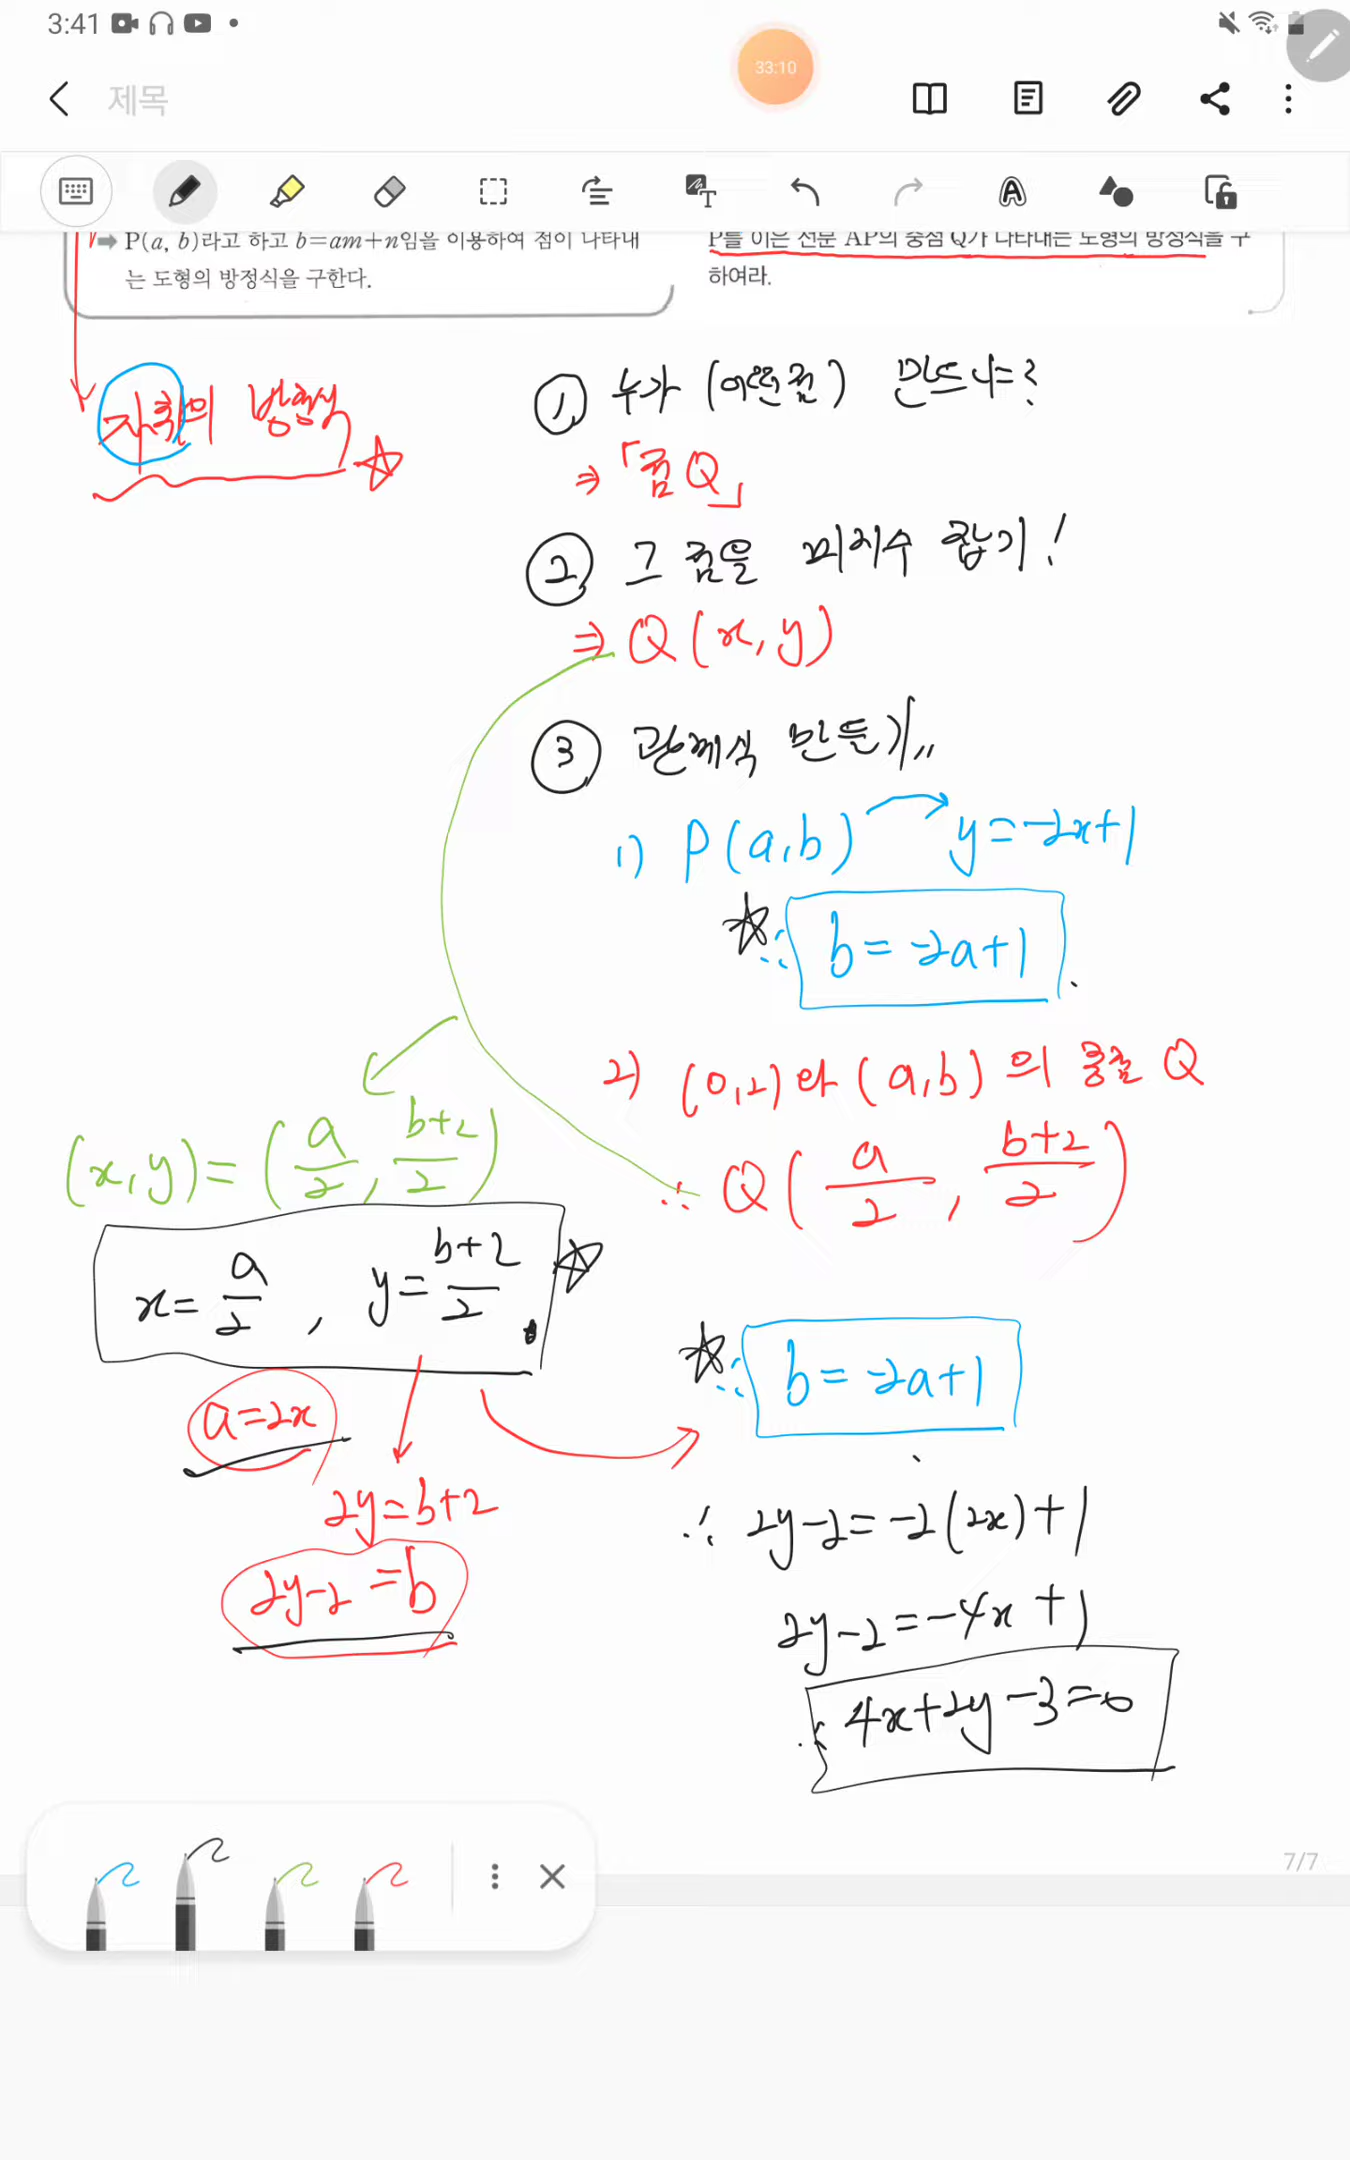 3:41
33:10
제목
P(a, b)라고 하고 b=am+n임을 이용하여 점이 나타내
는 도형의 방정식을 구한다.
P를 이은 선분 AP의 중점 Q가 나타내는 도형의 방정식을 구
하여라.
자취의 방정식
① 누가 (어떤점) 만드나?
⇒ 「점Q」
② 그 점을 미지수 잡기!
⇒ Q(x, y)
③ 관계식 만들기
1) P(a, b) y=-2x+1
∴ b=-2a+1
2) (0,2)와 (a,b)의 중점 Q
∴ Q(a/2, b+2/2)
(x, y) = (a/2, b+2/2)
x=a/2, y=b+2/2
a=2x
2y=b+2
2y-2=b
∴ b=-2a+1
∴ 2y-2=-2(2x)+1
2y-2=-4x+1
∴ 4x+2y-3=0
7/7